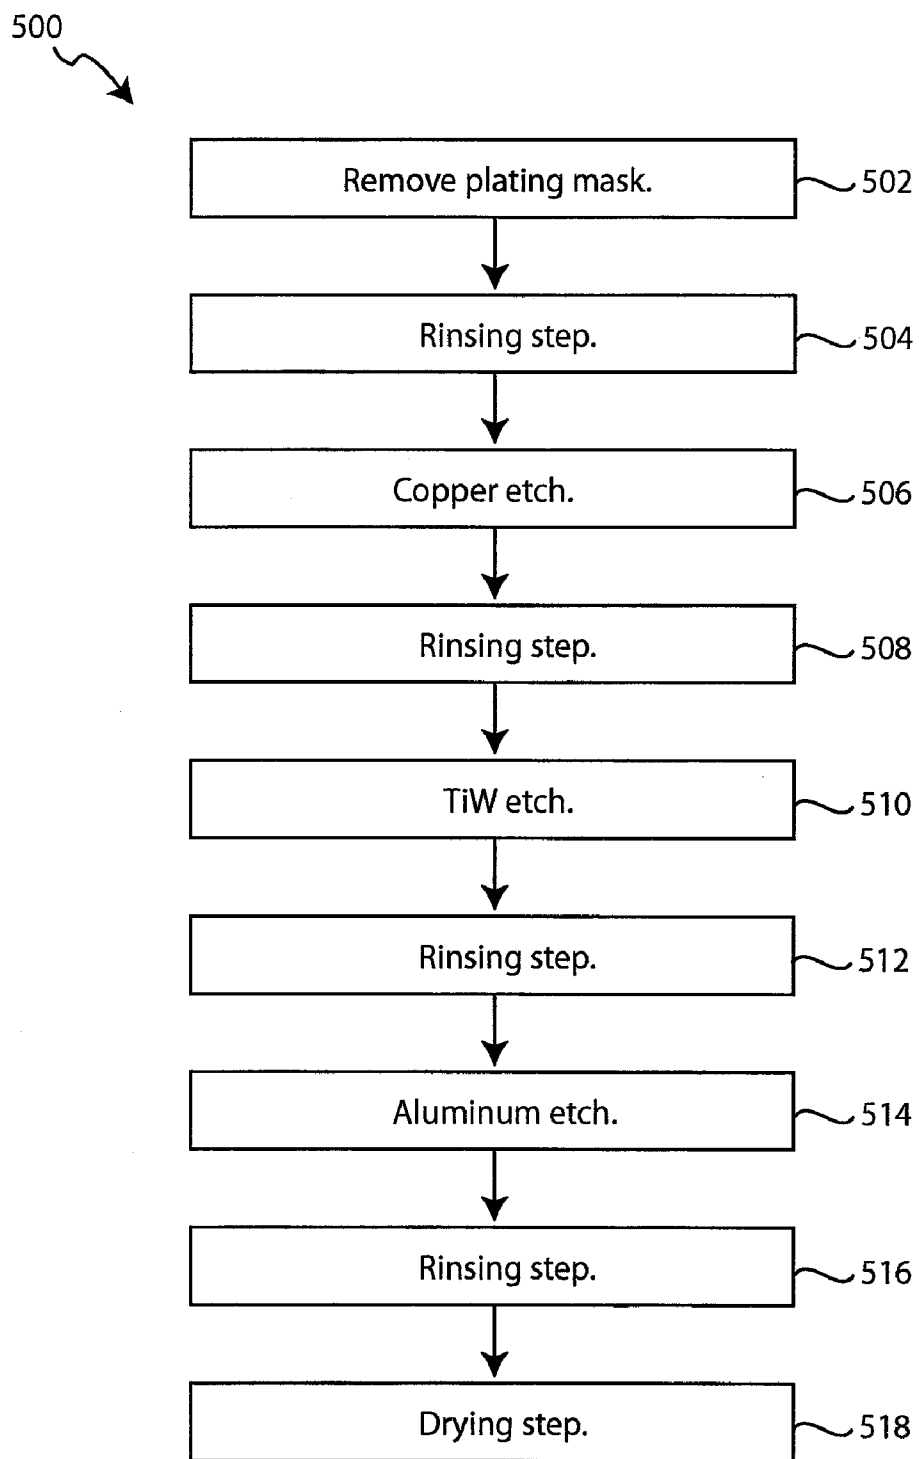 500
Remove plating mask.
502
Rinsing step.
504
Copper etch.
506
Rinsing step.
508
TiW etch.
510
Rinsing step.
512
Aluminum etch.
514
Rinsing step.
516
Drying step.
518